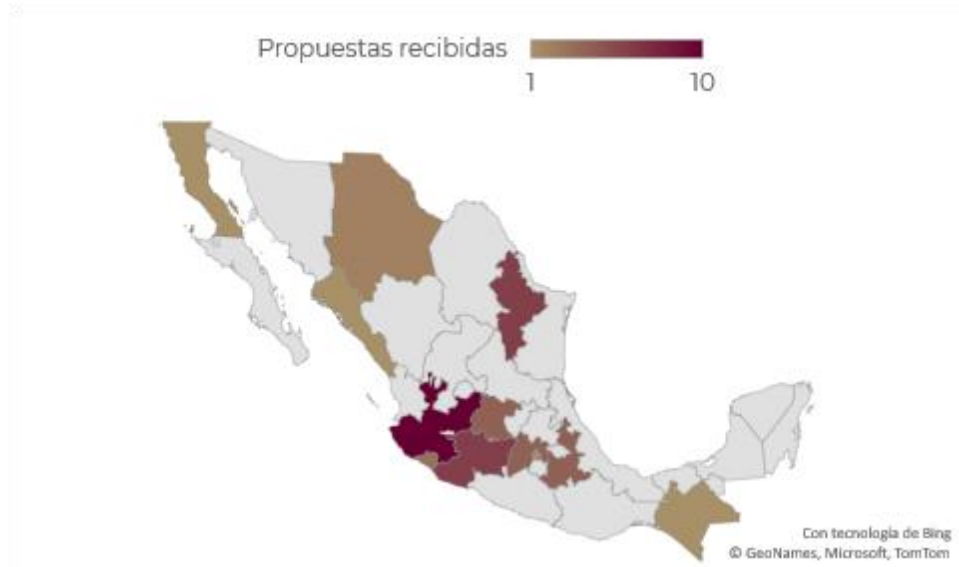 Propuestas recibidas
1 10
Con tecnología de Bing
© GeoNames, Microsoft, TomTom